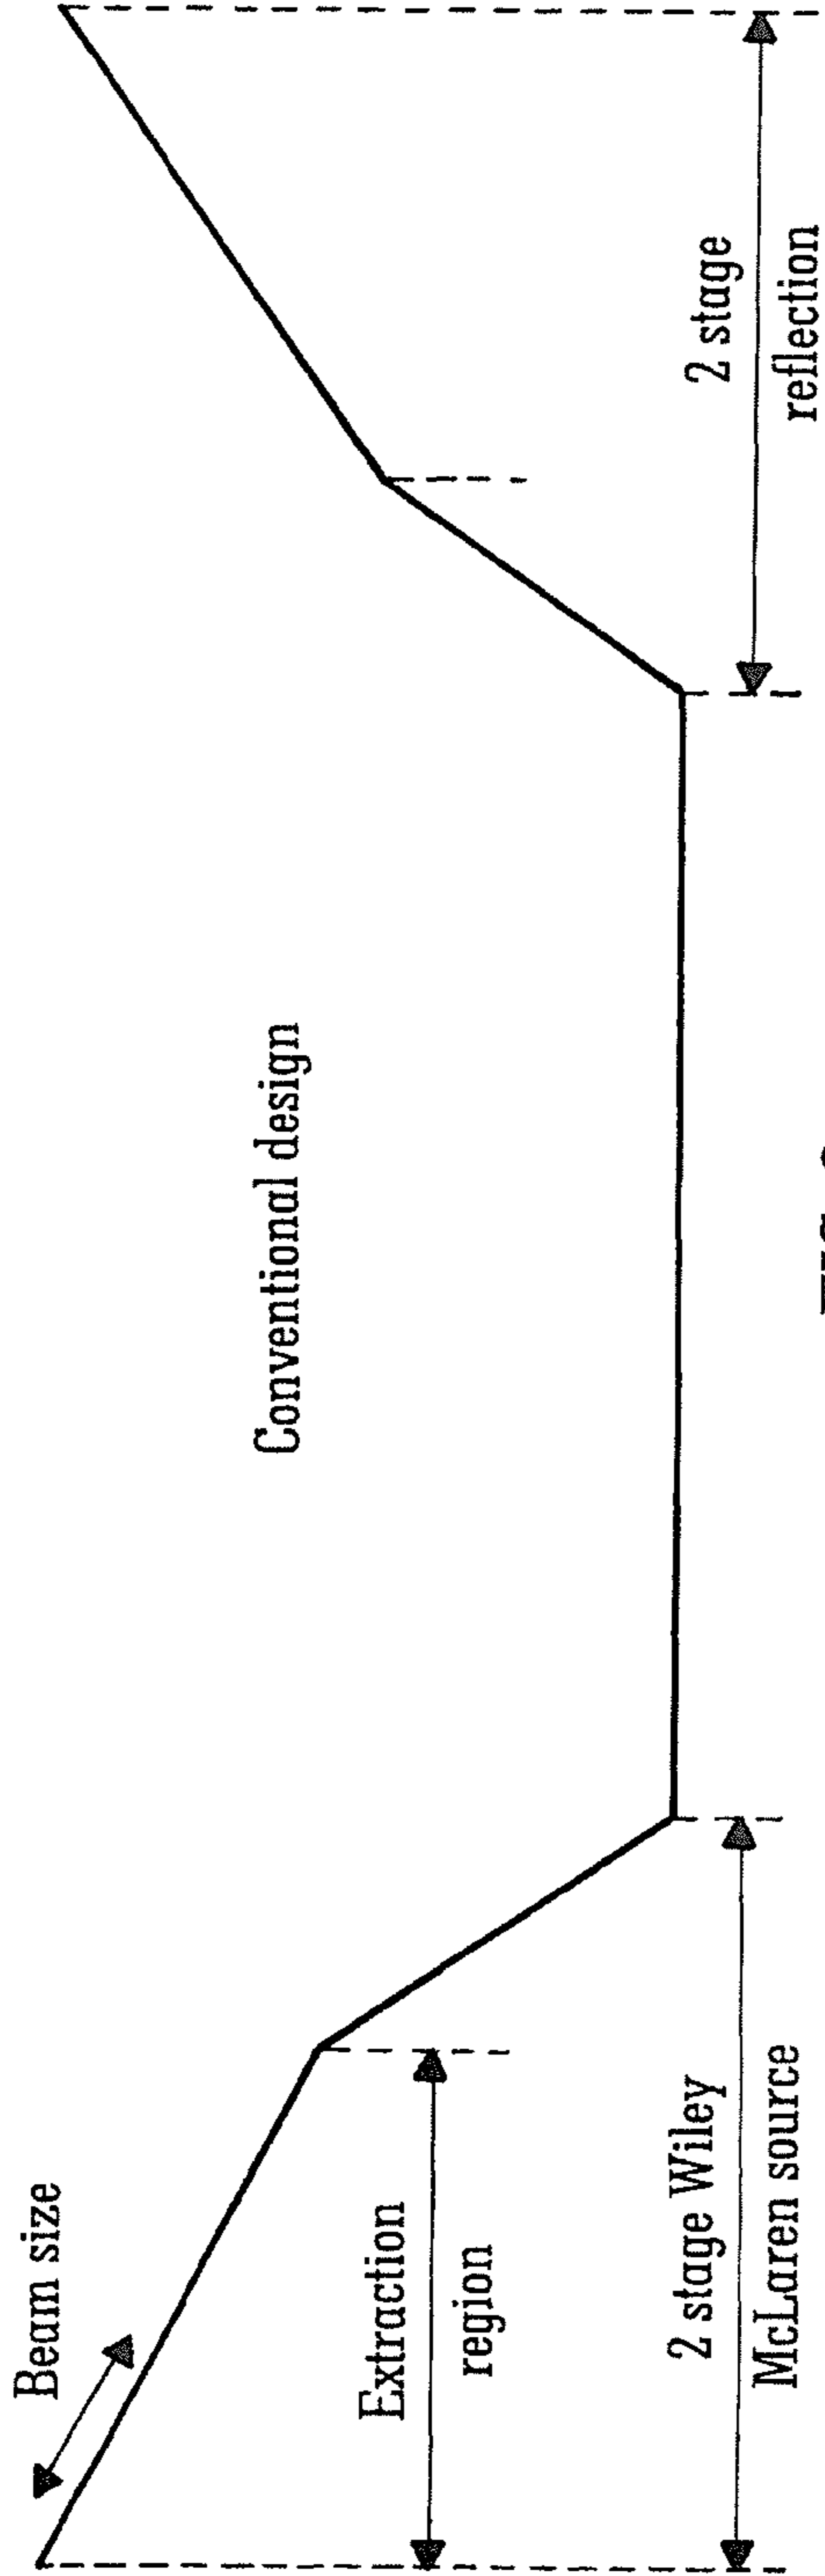 Beam size
Extraction
region
2 stage Wiley
McLaren source
Conventional design
2 stage
reflection